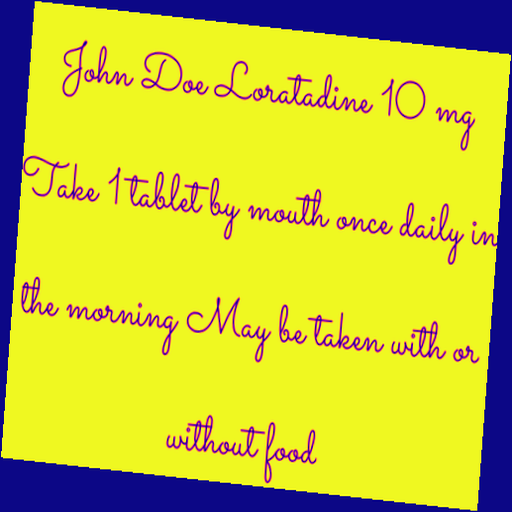 John Doe Loratadine 10 mg
Take 1 tablet by mouth once daily in
the morning May be taken with or
without food